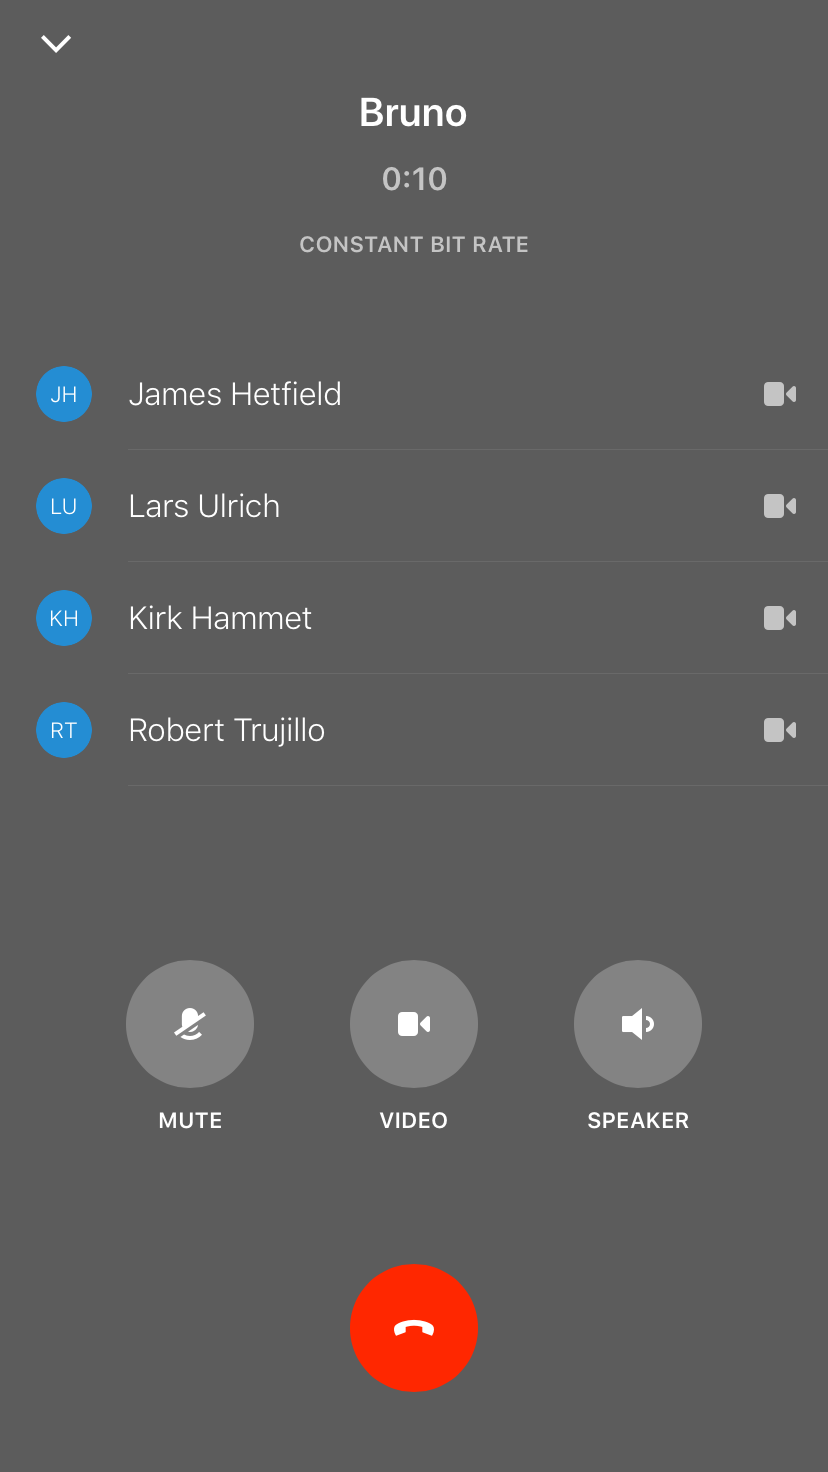 Bruno
0:10
CONSTANT BIT RATE
JH James Hetfield
LU Lars Ulrich
KH Kirk Hammet
RT Robert Trujillo
MUTE VIDEO SPEAKER